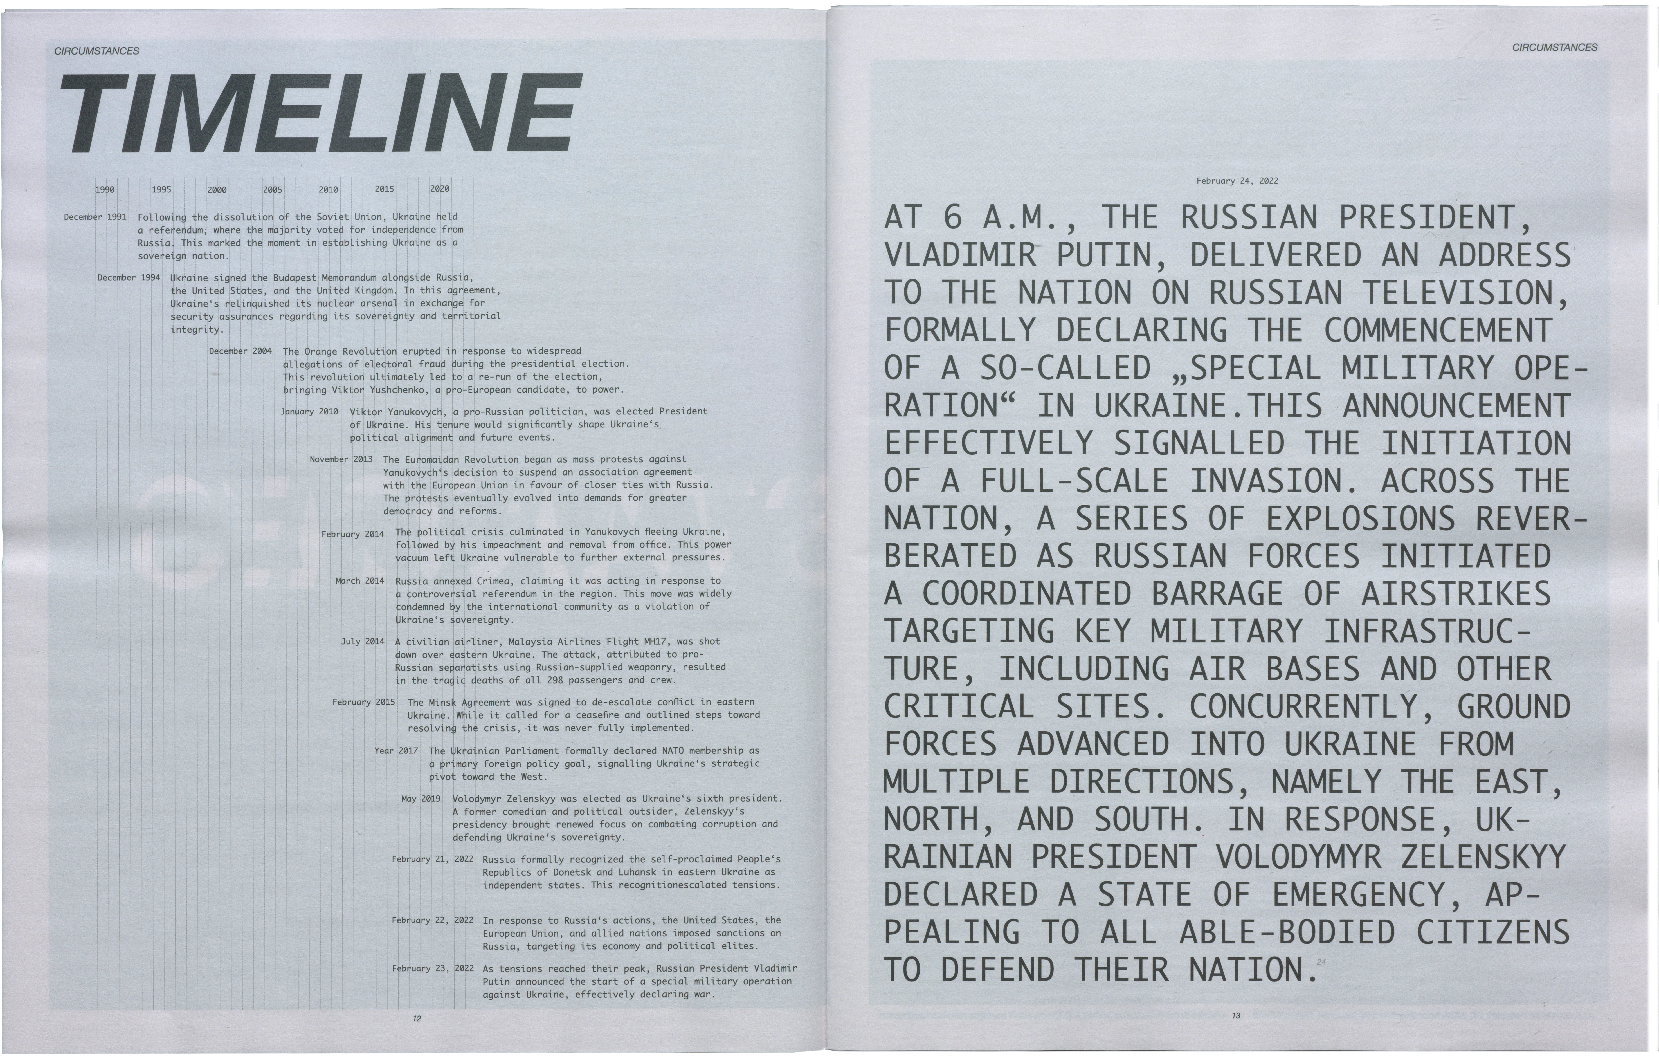 CIRCUMSTANCES
TIMELINE
1990 1995 2000 2005 2010 2015 2020
December 1991 Following the dissolution of the Soviet Union, Ukraine held
a referendum, where the majority voted for independence from
Russia. This marked the moment in establishing Ukraine as a
sovereign nation.
December 1994 Ukraine signed the Budapest Memorandum alongside Russia,
the United States, and the United Kingdom. In this agreement,
Ukraine's relinquished its nuclear arsenal in exchange for
security assurances regarding its sovereignty and territorial
integrity.
December 2004 The Orange Revolution erupted in response to widespread
allegations of electoral fraud during the presidential election.
This revolution ultimately led to a re-run of the election,
bringing Viktor Yushchenko, a pro-European candidate, to power.
January 2010 Viktor Yanukovych, a pro-Russian politician, was elected President
of Ukraine. His tenure would significantly shape Ukraine's
political alignment and future events.
November 2013 The Euromaidan Revolution began as mass protests against
Yanukovych's decision to suspend an association agreement
with the European Union in favour of closer ties with Russia.
The protests eventually evolved into demands for greater
democracy and reforms.
February 2014 The political crisis culminated in Yanukovych fleeing Ukraine,
followed by his impeachment and removal from office. This power
vacuum left Ukraine vulnerable to further external pressures.
March 2014 Russia annexed Crimea, claiming it was acting in response to
a controversial referendum in the region. This move was widely
condemned by the international community as a violation of
Ukraine's sovereignty.
July 2014 A civilian airliner, Malaysia Airlines Flight MH17, was shot
down over eastern Ukraine. The attack, attributed to pro-
Russian separatists using Russian-supplied weaponry, resulted
in the tragic deaths of all 298 passengers and crew.
February 2015 The Minsk Agreement was signed to de-escalate conflict in eastern
Ukraine. While it called for a ceasefire and outlined steps toward
resolving the crisis, it was never fully implemented.
Year 2017 The Ukrainian Parliament formally declared NATO membership as
a primary foreign policy goal, signalling Ukraine's strategic
pivot toward the West.
May 2019 Volodymyr Zelenskyy was elected as Ukraine's sixth president.
A former comedian and political outsider, Zelenskyy's
presidency brought renewed focus on combating corruption and
defending Ukraine's sovereignty.
February 21, 2022 Russia formally recognized the self-proclaimed People's
Republics of Donetsk and Luhansk in eastern Ukraine as
independent states. This recognitionescalated tensions.
February 22, 2022 In response to Russia's actions, the United States, the
European Union, and allied nations imposed sanctions on
Russia, targeting its economy and political elites.
February 23, 2022 As tensions reached their peak, Russian President Vladimir
Putin announced the start of a special military operation
against Ukraine, effectively declaring war.
12
CIRCUMSTANCES
February 24, 2022
AT 6 A.M., THE RUSSIAN PRESIDENT,
VLADIMIR PUTIN, DELIVERED AN ADDRESS
TO THE NATION ON RUSSIAN TELEVISION,
FORMALLY DECLARING THE COMMENCEMENT
OF A SO-CALLED „SPECIAL MILITARY OPE-
RATION“ IN UKRAINE.THIS ANNOUNCEMENT
EFFECTIVELY SIGNALLED THE INITIATION
OF A FULL-SCALE INVASION. ACROSS THE
NATION, A SERIES OF EXPLOSIONS REVER-
BERATED AS RUSSIAN FORCES INITIATED
A COORDINATED BARRAGE OF AIRSTRIKES
TARGETING KEY MILITARY INFRASTRUC-
TURE, INCLUDING AIR BASES AND OTHER
CRITICAL SITES. CONCURRENTLY, GROUND
FORCES ADVANCED INTO UKRAINE FROM
MULTIPLE DIRECTIONS, NAMELY THE EAST,
NORTH, AND SOUTH. IN RESPONSE, UK-
RAINIAN PRESIDENT VOLODYMYR ZELENSKYY
DECLARED A STATE OF EMERGENCY, AP-
PEALING TO ALL ABLE-BODIED CITIZENS
TO DEFEND THEIR NATION.24
13